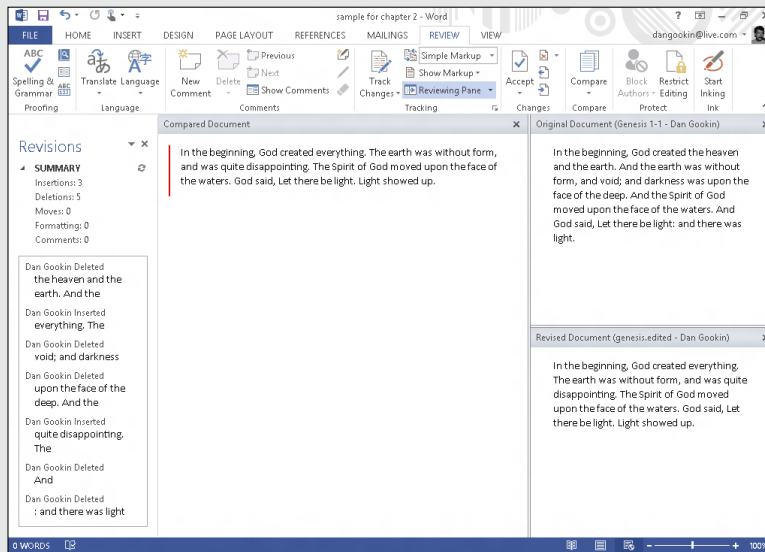 sample for chapter 2 - Word
FILE HOME INSERT DESIGN PAGE LAYOUT REFERENCES MAILINGS REVIEW VIEW dangookin@live.com
ABC Spelling & Grammar
ABC 123
Translate Language
New Comment Delete
Previous
Next
Show Comments
Track Changes
Simple Markup
Show Markup
Reviewing Pane
Accept
Compare
Block Authors
Restrict Editing
Start Inking
Proofing Language Comments Tracking Changes Compare Protect Ink
Revisions
SUMMARY
Insertions: 3
Deletions: 5
Moves: 0
Formatting: 0
Comments: 0
Dan Gookin Deleted
the heaven and the
earth. And the
Dan Gookin Inserted
everything. The
Dan Gookin Deleted
void; and darkness
Dan Gookin Deleted
upon the face of the
deep. And the
Dan Gookin Inserted
quite disappointing.
The
Dan Gookin Deleted
And
Dan Gookin Deleted
: and there was light
Compared Document
In the beginning, God created everything. The earth was without form,
and was quite disappointing. The Spirit of God moved upon the face of
the waters. God said, Let there be light. Light showed up.
Original Document (Genesis 1-1 - Dan Gookin)
In the beginning, God created the heaven
and the earth. And the earth was without
form, and void; and darkness was upon the
face of the deep. And the Spirit of God
moved upon the face of the waters. And
God said, Let there be light: and there was
light.
Revised Document (genesis.edited - Dan Gookin)
In the beginning, God created everything.
The earth was without form, and was quite
disappointing. The Spirit of God moved
upon the face of the waters. God said, Let
there be light. Light showed up.
0 WORDS
100%